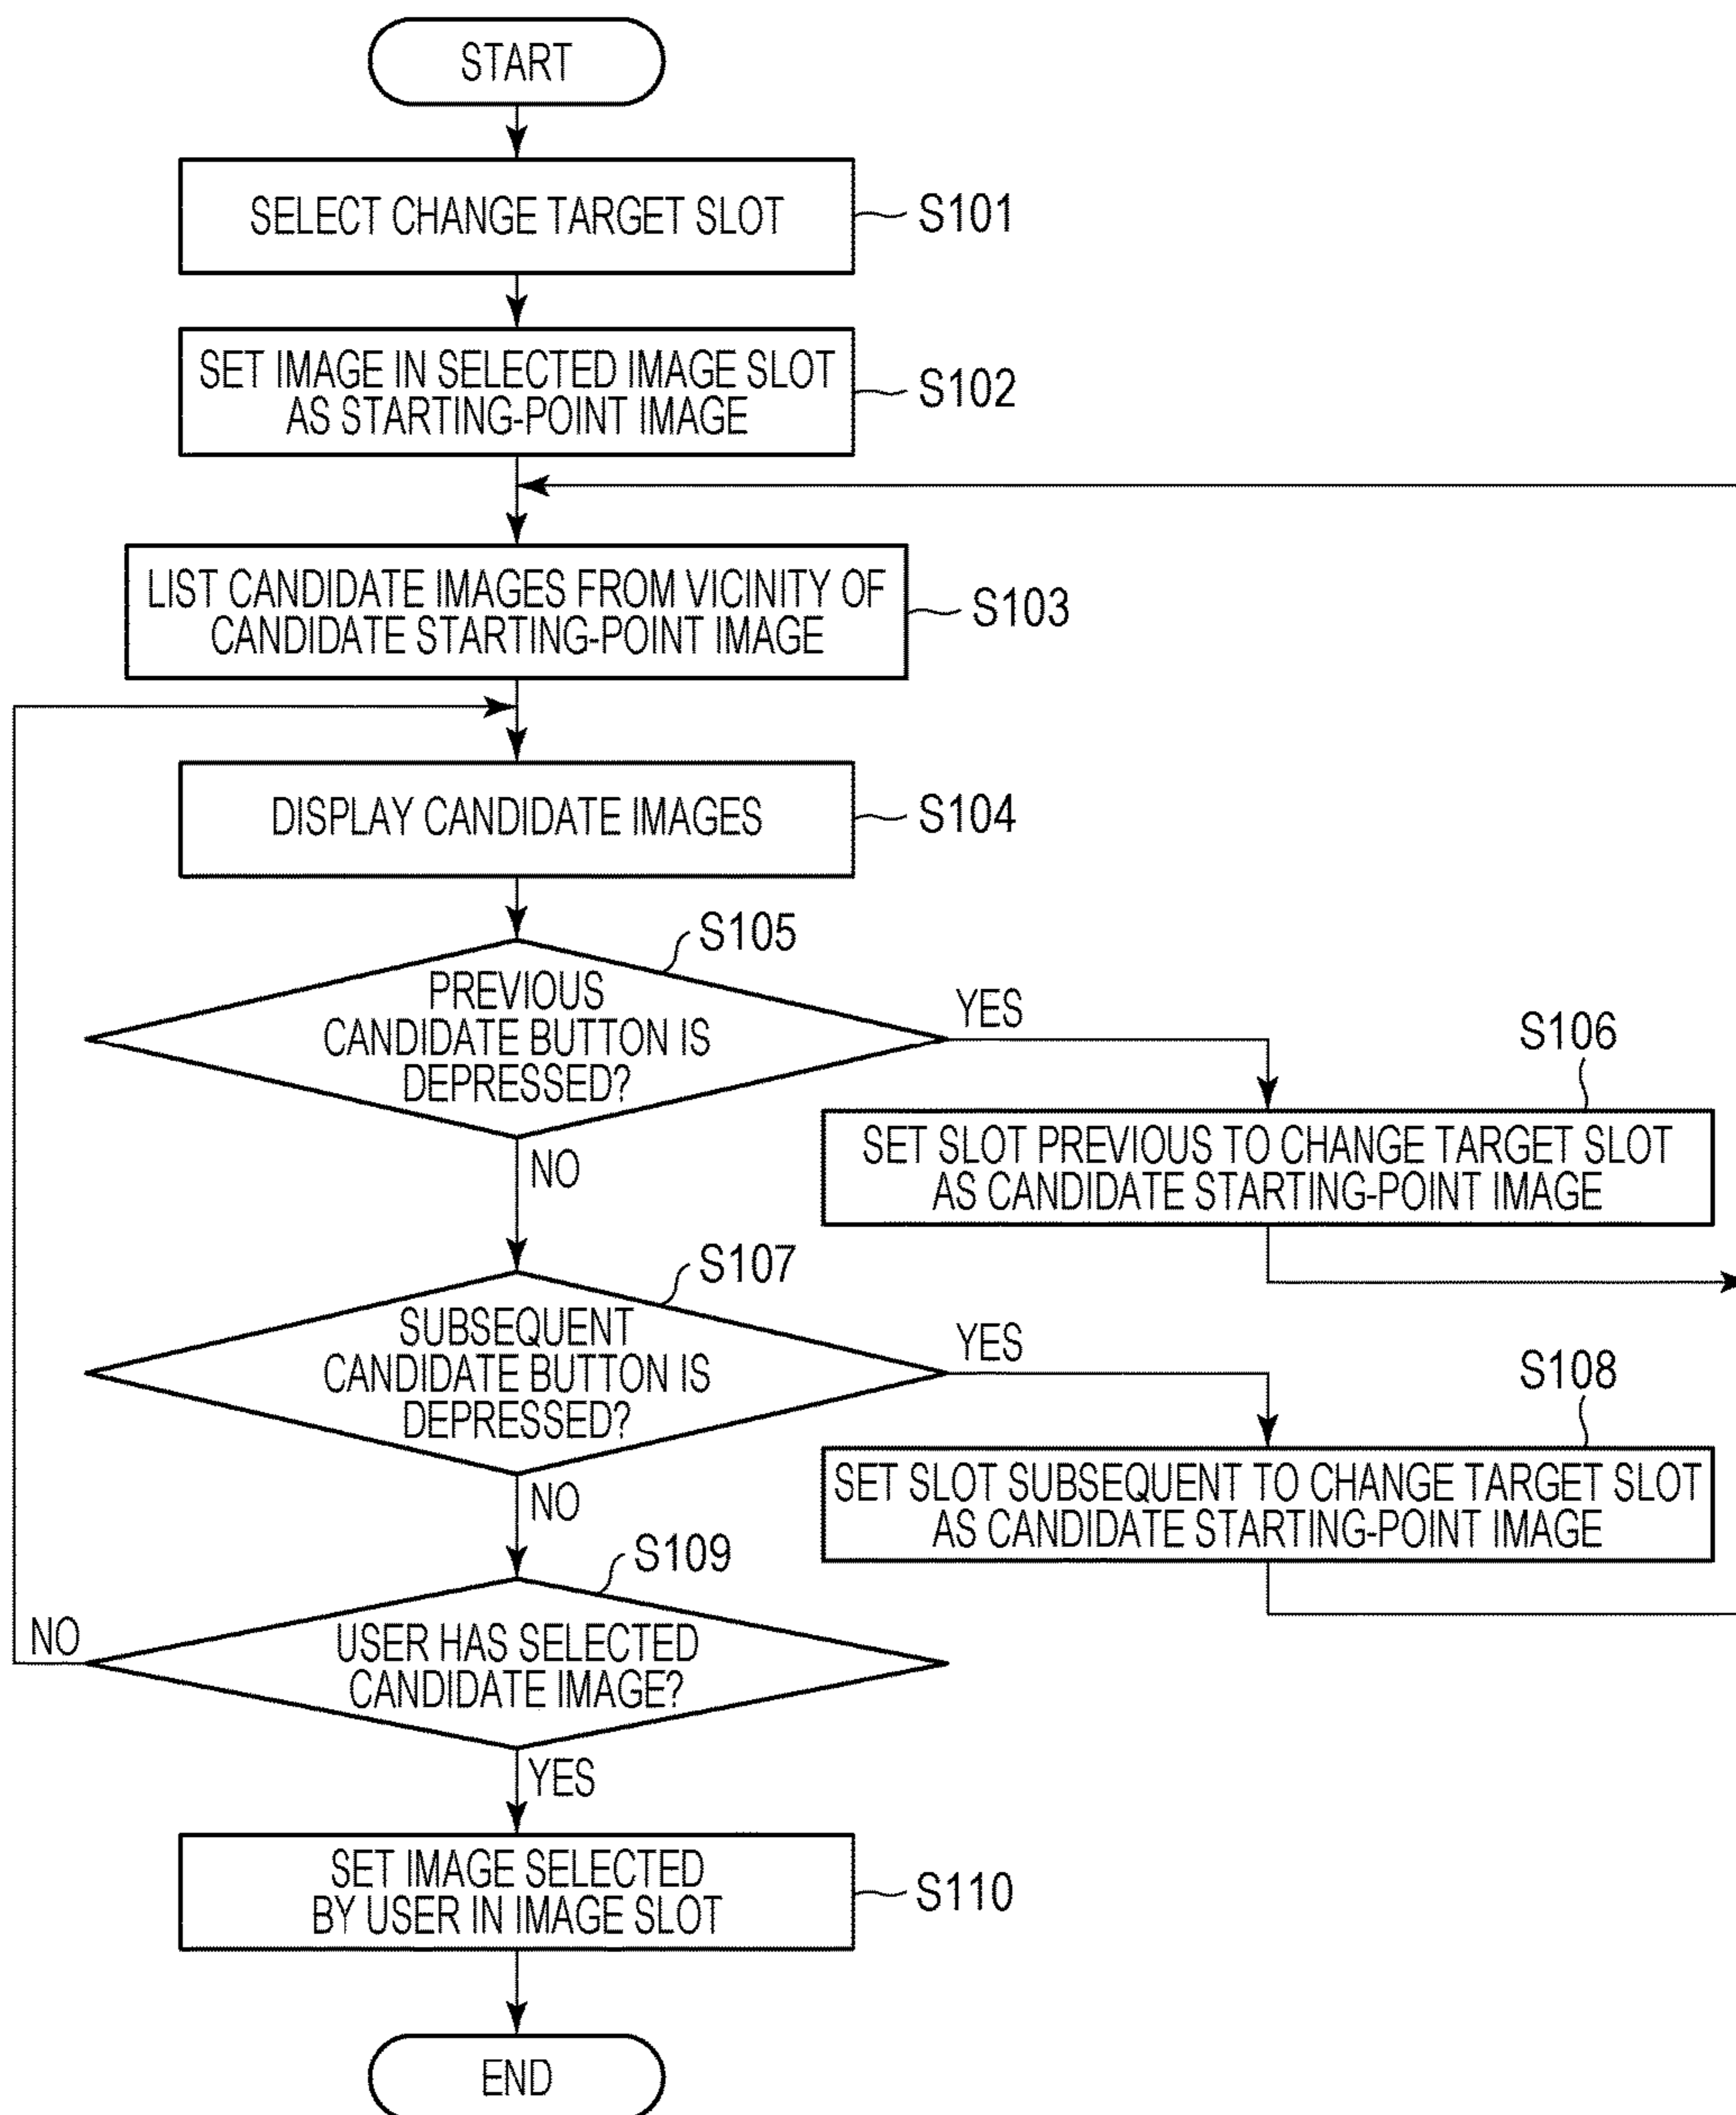 START
SELECT CHANGE TARGET SLOT
S101
SET IMAGE IN SELECTED IMAGE SLOT
AS STARTING-POINT IMAGE
S102
LIST CANDIDATE IMAGES FROM VICINITY OF
CANDIDATE STARTING-POINT IMAGE
S103
DISPLAY CANDIDATE IMAGES
S104
S105
PREVIOUS
CANDIDATE BUTTON IS
DEPRESSED?
YES
NO
S106
SET SLOT PREVIOUS TO CHANGE TARGET SLOT
AS CANDIDATE STARTING-POINT IMAGE
S107
SUBSEQUENT
CANDIDATE BUTTON IS
DEPRESSED?
YES
NO
S108
SET SLOT SUBSEQUENT TO CHANGE TARGET SLOT
AS CANDIDATE STARTING-POINT IMAGE
S109
USER HAS SELECTED
CANDIDATE IMAGE?
NO
YES
SET IMAGE SELECTED
BY USER IN IMAGE SLOT
S110
END